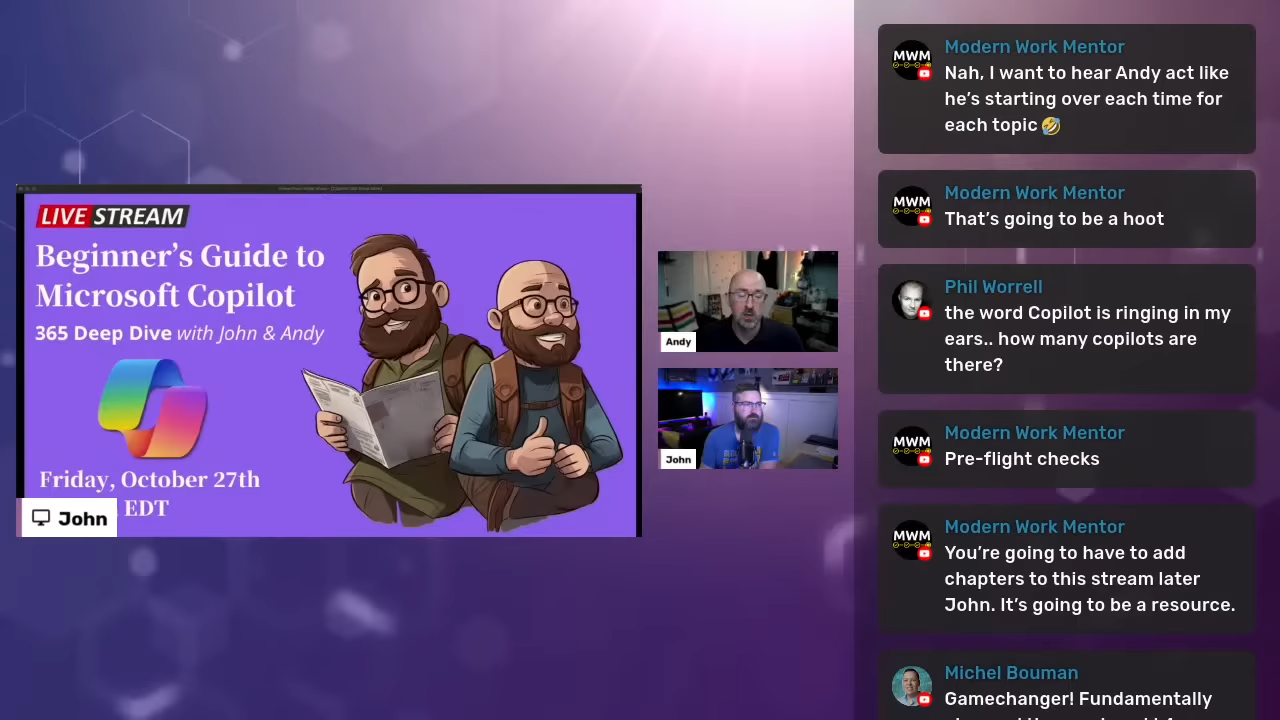 LIVE STREAM
Beginner's Guide to
Microsoft Copilot
365 Deep Dive with John & Andy
Friday, October 27th
EDT
John
Andy
John
MWM
Modern Work Mentor
Nah, I want to hear Andy act like
he's starting over each time for
each topic 🤣
MWM
Modern Work Mentor
That's going to be a hoot
Phil Worrell
the word Copilot is ringing in my
ears.. how many copilots are
there?
MWM
Modern Work Mentor
Pre-flight checks
MWM
Modern Work Mentor
You're going to have to add
chapters to this stream later
John. It's going to be a resource.
Michel Bouman
Gamechanger! Fundamentally